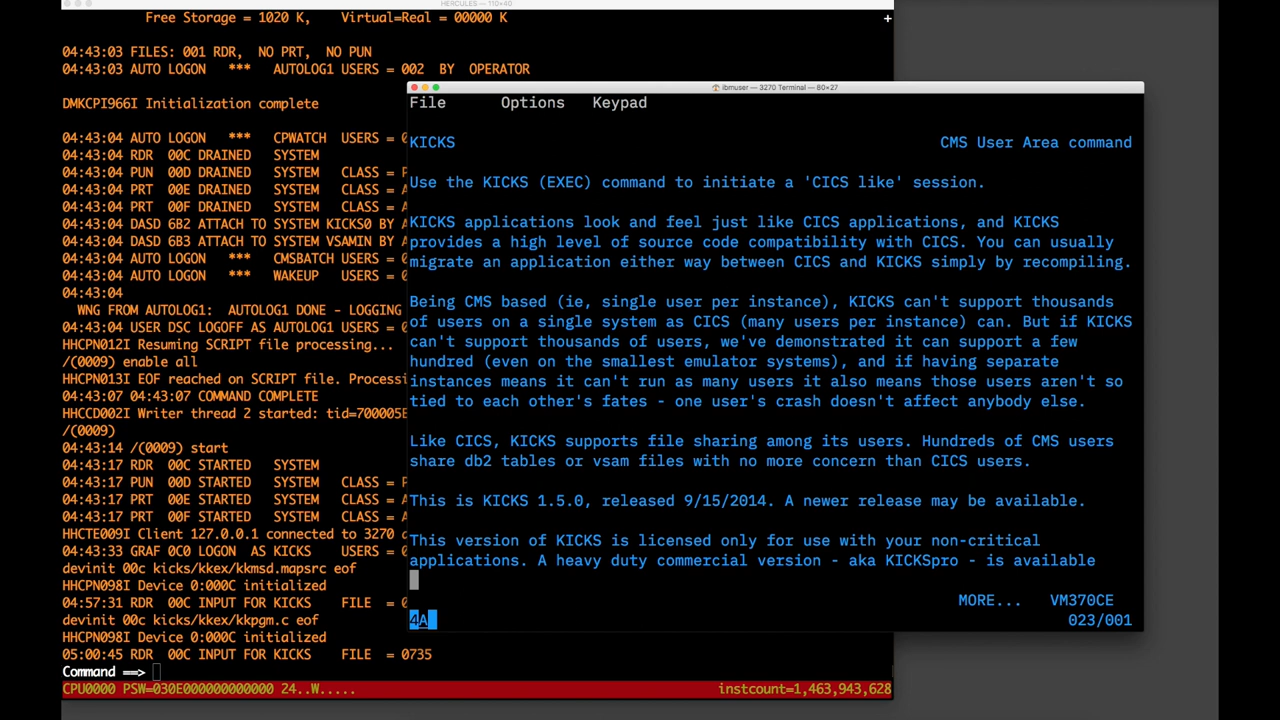 HERCULES — 110×40
Free Storage = 1020 K,    Virtual=Real = 00000 K
+
04:43:03 FILES: 001 RDR,  NO PRT,  NO PUN
04:43:03 AUTO LOGON   ***   AUTOLOG1 USERS = 002  BY  OPERATOR
DMKCPI966I Initialization complete
04:43:04 AUTO LOGON   ***   CPWATCH  USERS = 0
04:43:04 RDR  00C DRAINED   SYSTEM
04:43:04 PUN  00D DRAINED   SYSTEM   CLASS =
04:43:04 PRT  00E DRAINED   SYSTEM   CLASS = A
04:43:04 PRT  00F DRAINED   SYSTEM   CLASS = A
04:43:04 DASD 6B2 ATTACH TO SYSTEM KICKS0 BY A
04:43:04 DASD 6B3 ATTACH TO SYSTEM VSAMIN BY A
04:43:04 AUTO LOGON   ***   CMSBATCH USERS = 0
04:43:04 AUTO LOGON   ***   WAKEUP   USERS = 0
04:43:04
WNG FROM AUTOLOG1:  AUTOLOG1 DONE - LOGGING
04:43:04 USER DSC LOGOFF AS AUTOLOG1 USERS = 0
HHCPN012I Resuming SCRIPT file processing...
/(0009) enable all
HHCPN013I EOF reached on SCRIPT file. Processi
04:43:07 04:43:07 COMMAND COMPLETE
HHCCD002I Writer thread 2 started: tid=700005E
/(0009)
04:43:14 /(0009) start
04:43:17 RDR  00C STARTED   SYSTEM
04:43:17 PUN  00D STARTED   SYSTEM   CLASS =
04:43:17 PRT  00E STARTED   SYSTEM   CLASS = A
04:43:17 PRT  00F STARTED   SYSTEM   CLASS = A
HHCTE009I Client 127.0.0.1 connected to 3270
04:43:33 GRAF 0C0 LOGON  AS KICKS    USERS = 0
devinit 00c kicks/kkex/kkmsd.mapsrc eof
HHCPN098I Device 0:000C initialized
04:57:31 RDR  00C INPUT FOR KICKS    FILE  = 0
devinit 00c kicks/kkex/kkpgm.c eof
HHCPN098I Device 0:000C initialized
05:00:45 RDR  00C INPUT FOR KICKS    FILE  = 0735
Command ==>
CPU0000 PSW=030E000000000000 24..W.....    instcount=1,463,943,628
ibmuser — 3270 Terminal — 80×27
File    Options    Keypad
KICKS    CMS User Area command
Use the KICKS (EXEC) command to initiate a 'CICS like' session.
KICKS applications look and feel just like CICS applications, and KICKS
provides a high level of source code compatibility with CICS. You can usually
migrate an application either way between CICS and KICKS simply by recompiling.
Being CMS based (ie, single user per instance), KICKS can't support thousands
of users on a single system as CICS (many users per instance) can. But if KICKS
can't support thousands of users, we've demonstrated it can support a few
hundred (even on the smallest emulator systems), and if having separate
instances means it can't run as many users it also means those users aren't so
tied to each other's fates - one user's crash doesn't affect anybody else.
Like CICS, KICKS supports file sharing among its users. Hundreds of CMS users
share db2 tables or vsam files with no more concern than CICS users.
This is KICKS 1.5.0, released 9/15/2014. A newer release may be available.
This version of KICKS is licensed only for use with your non-critical
applications. A heavy duty commercial version - aka KICKSpro - is available
MORE...    VM370CE
4A    023/001